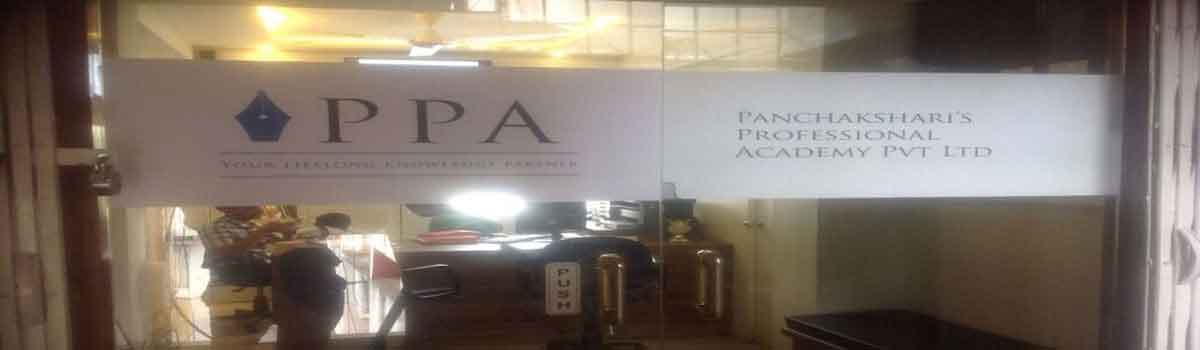 PPA
YOUR LIFELONG KNOWLEDGE PARTNER
PANCHAKSHARI'S
PROFESSIONAL
ACADEMY PVT LTD
PUSH